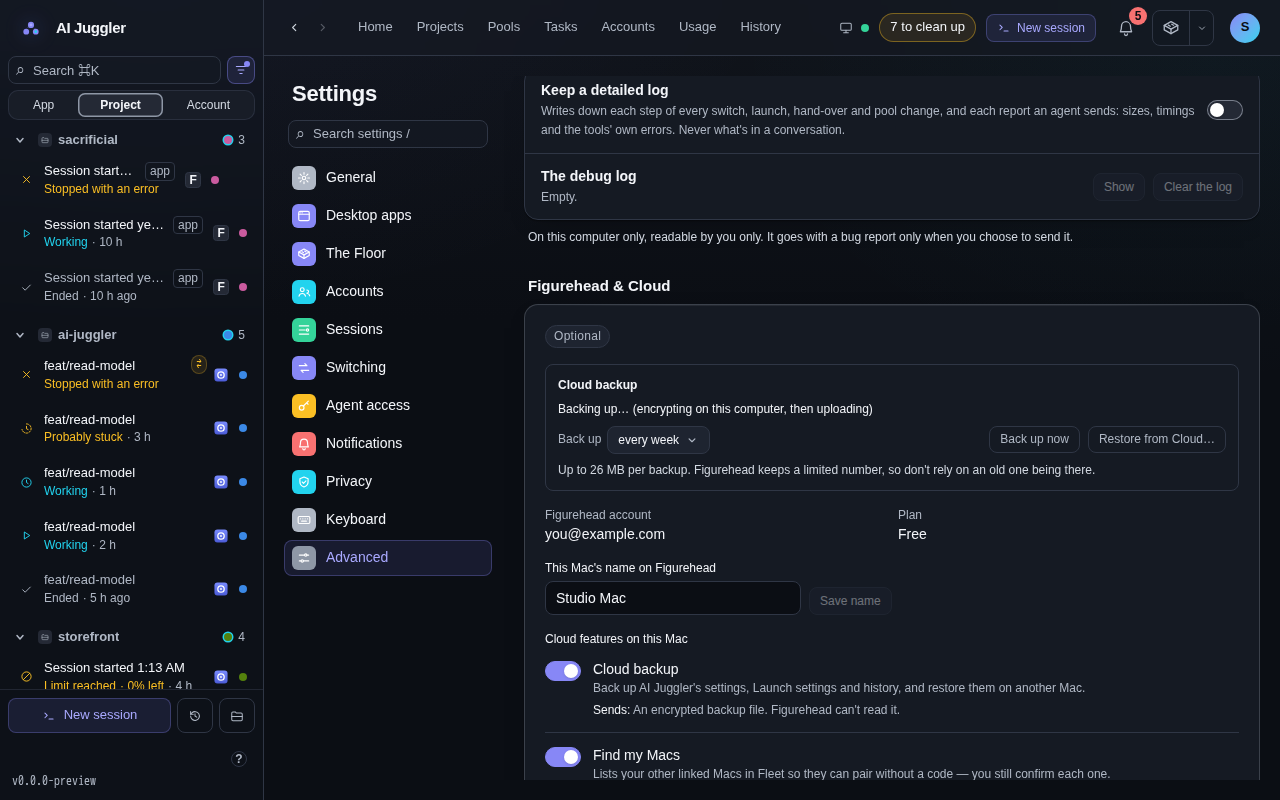 AI Juggler
Search ⌘K
App
Project
Account
sacrificial
3
Session start…
app
F
Stopped with an error
Session started ye…
app
F
Working · 10 h
Session started ye…
app
F
Ended · 10 h ago
ai-juggler
5
feat/read-model
Stopped with an error
feat/read-model
Probably stuck · 3 h
feat/read-model
Working · 1 h
feat/read-model
Working · 2 h
feat/read-model
Ended · 5 h ago
storefront
4
Session started 1:13 AM
Limit reached · 0% left · 4 h
New session
?
v0.0.0-preview
Home
Projects
Pools
Tasks
Accounts
Usage
History
7 to clean up
New session
5
S
Settings
Search settings /
General
Desktop apps
The Floor
Accounts
Sessions
Switching
Agent access
Notifications
Privacy
Keyboard
Advanced
Keep a detailed log
Writes down each step of every switch, launch, hand-over and pool change, and each report an agent sends: sizes, timings
and the tools' own errors. Never what's in a conversation.
The debug log
Empty.
Show
Clear the log
On this computer only, readable by you only. It goes with a bug report only when you choose to send it.
Figurehead & Cloud
Optional
Cloud backup
Backing up… (encrypting on this computer, then uploading)
Back up
every week
Back up now
Restore from Cloud…
Up to 26 MB per backup. Figurehead keeps a limited number, so don't rely on an old one being there.
Figurehead account
Plan
you@example.com
Free
This Mac's name on Figurehead
Studio Mac
Save name
Cloud features on this Mac
Cloud backup
Back up AI Juggler's settings, Launch settings and history, and restore them on another Mac.
Sends: An encrypted backup file. Figurehead can't read it.
Find my Macs
Lists your other linked Macs in Fleet so they can pair without a code — you still confirm each one.